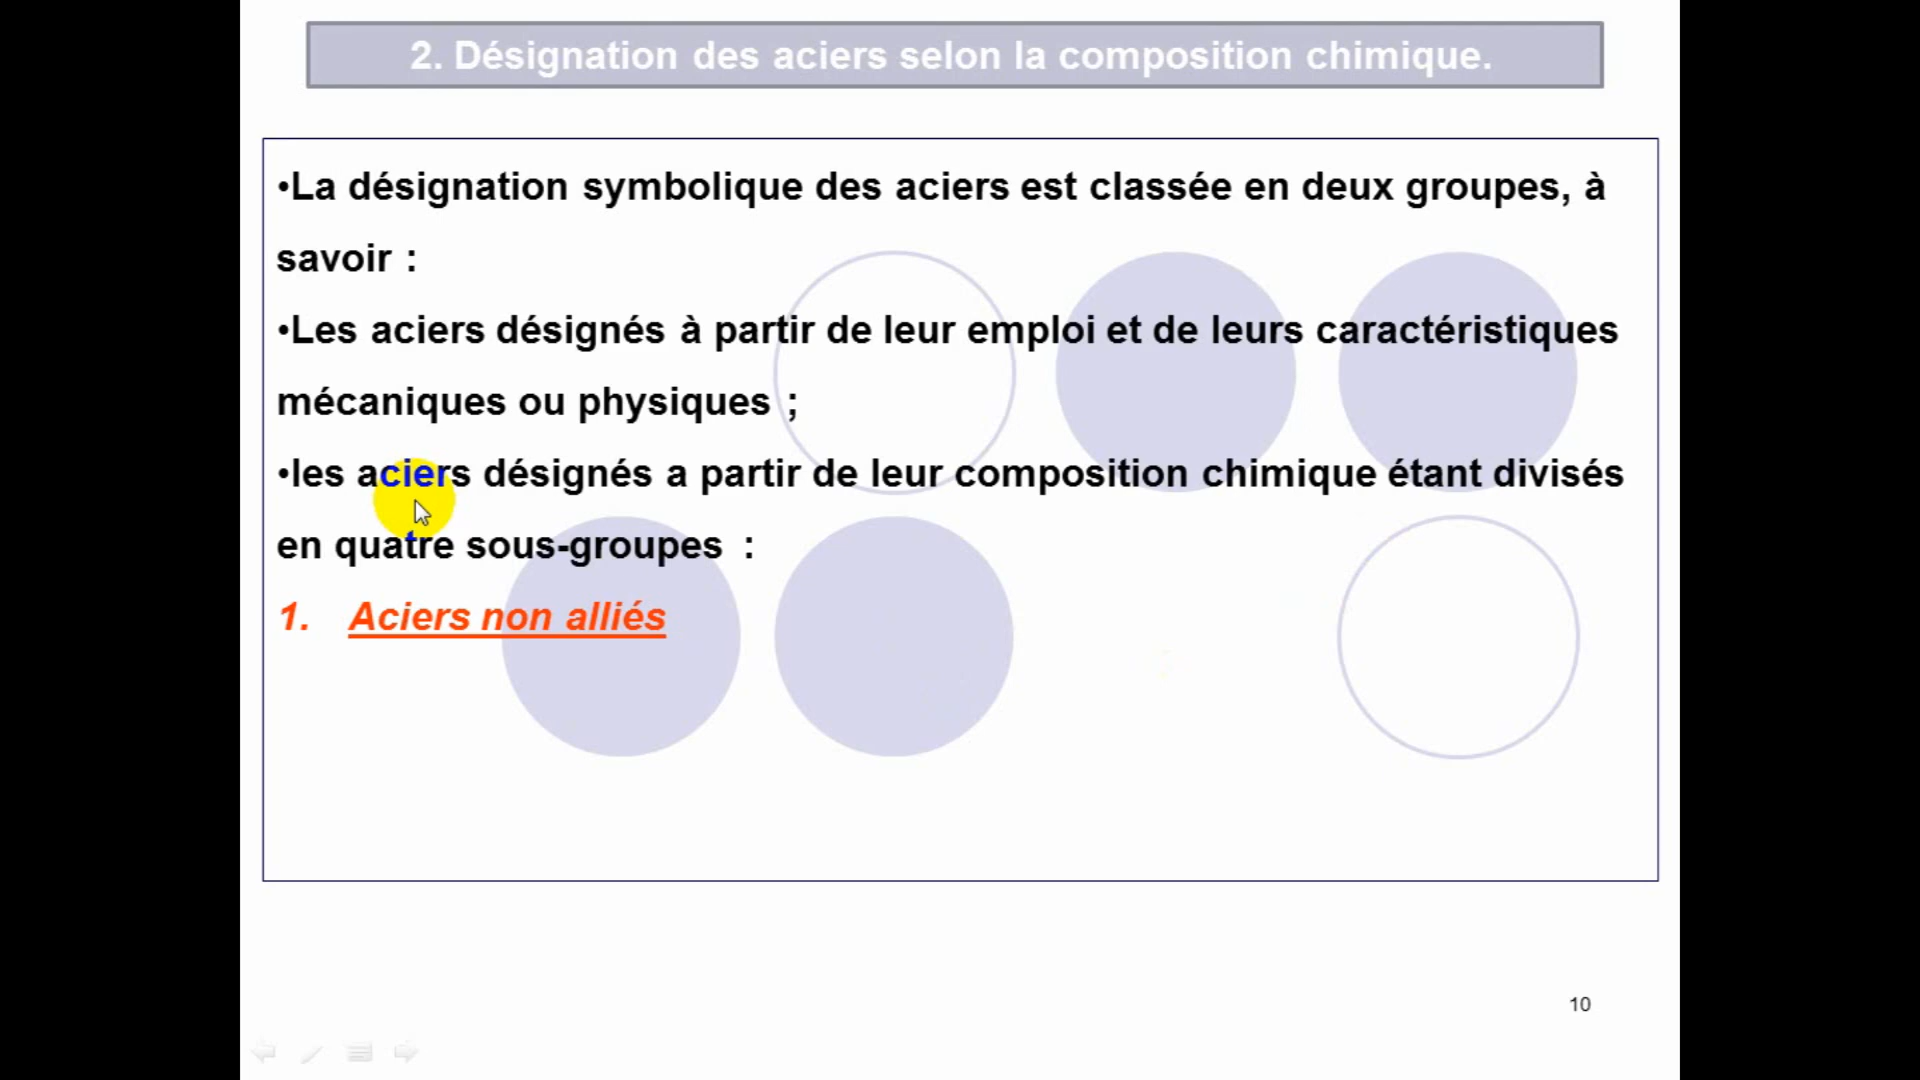 2. Désignation des aciers selon la composition chimique.
•La désignation symbolique des aciers est classée en deux groupes, à
savoir :
•Les aciers désignés à partir de leur emploi et de leurs caractéristiques
mécaniques ou physiques ;
•les aciers désignés a partir de leur composition chimique étant divisés
en quatre sous-groupes :
1. Aciers non alliés
10